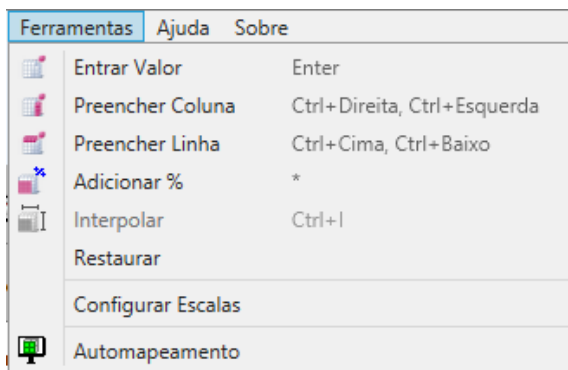 Ferramentas Ajuda Sobre
Entrar Valor Enter
Preencher Coluna Ctrl+Direita, Ctrl+Esquerda
Preencher Linha Ctrl+Cima, Ctrl+Baixo
Adicionar % *
Interpolar Ctrl+I
Restaurar
Configurar Escalas
Automapeamento